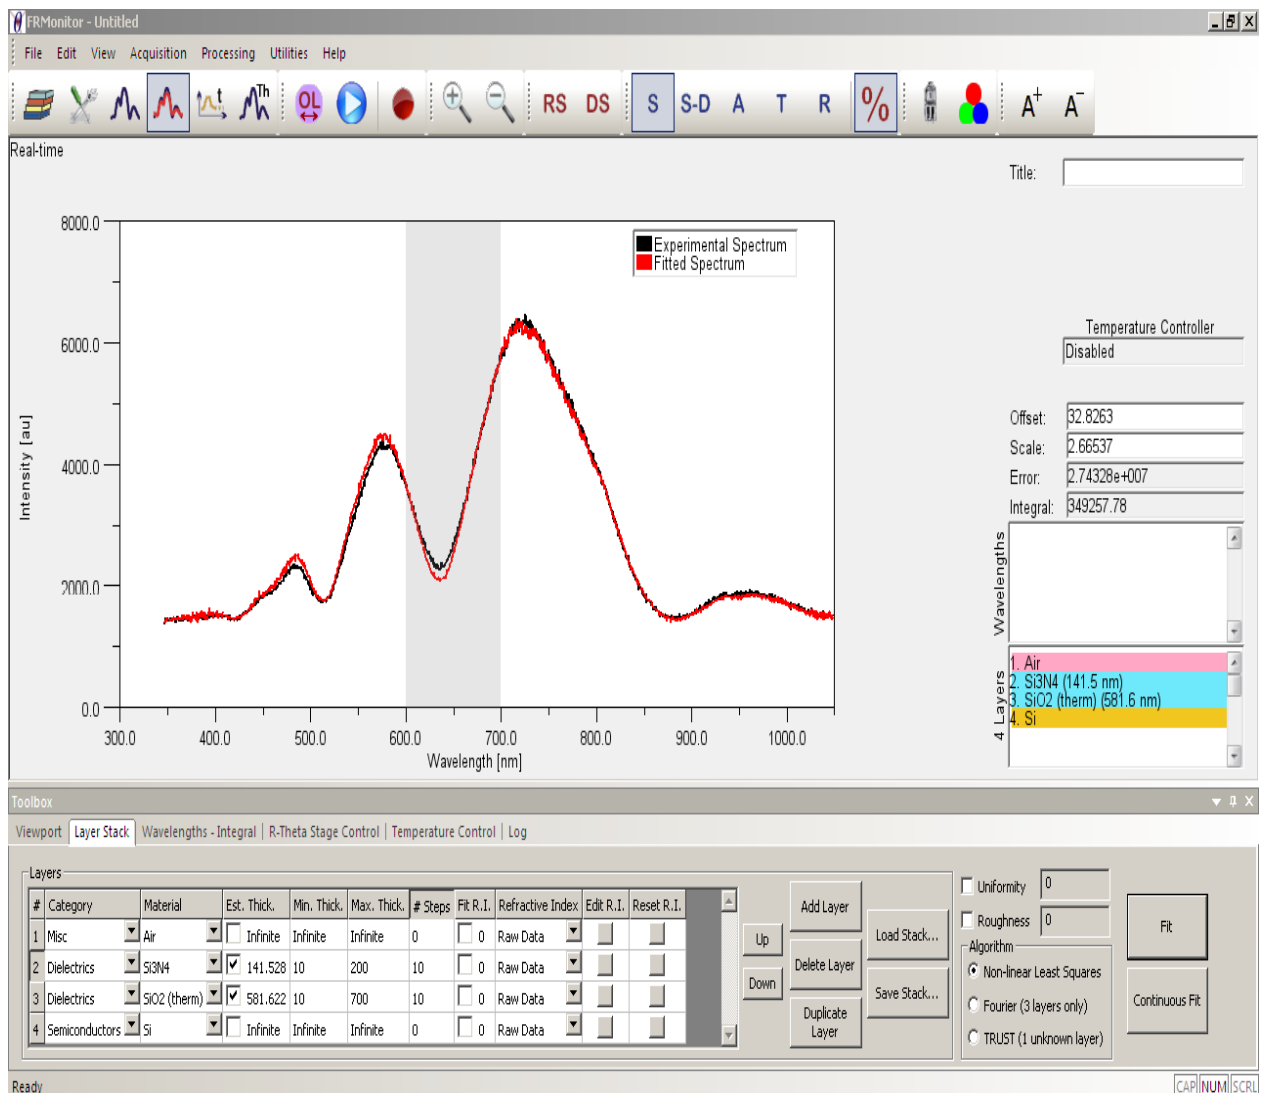 FRMonitor - Untitled
File Edit View Acquisition Processing Utilities Help
t Th OL RS DS S S-D A T R % A+ A-
Real-time
Title:
8000.0
6000.0
4000.0
2000.0
0.0
Intensity [au]
Experimental Spectrum
Fitted Spectrum
300.0 400.0 500.0 600.0 700.0 800.0 900.0 1000.0
Wavelength [nm]
Temperature Controller
Disabled
Offset: 32.8263
Scale: 2.66537
Error: 2.74328e+007
Integral: 349257.78
Wavelengths
4 Layers
1. Air
2. Si3N4 (141.5 nm)
3. SiO2 (therm) (581.6 nm)
4. Si
Toolbox
Viewport Layer Stack Wavelengths - Integral R-Theta Stage Control Temperature Control Log
Layers
# Category Material Est. Thick. Min. Thick. Max. Thick. # Steps Fit R.I. Refractive Index Edit R.I. Reset R.I.
1 Misc Air Infinite Infinite Infinite 0 0 Raw Data
2 Dielectrics Si3N4 141.528 10 200 10 0 Raw Data
3 Dielectrics SiO2 (therm) 581.622 10 700 10 0 Raw Data
4 Semiconductors Si Infinite Infinite Infinite 0 0 Raw Data
Up
Down
Add Layer
Delete Layer
Duplicate
Layer
Load Stack...
Save Stack...
Uniformity 0
Roughness 0
Algorithm
Non-linear Least Squares
Fourier (3 layers only)
TRUST (1 unknown layer)
Fit
Continuous Fit
Ready
CAP NUM SCRL